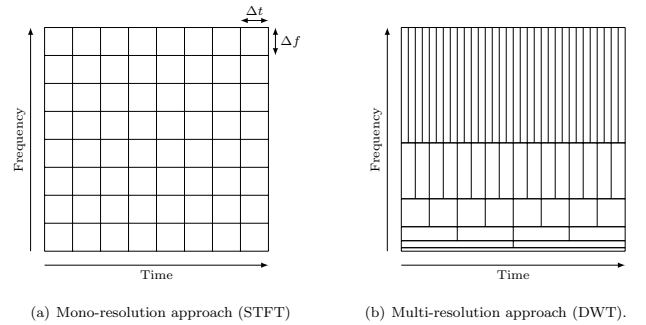 Δt
Δf
Frequency
Time
(a) Mono-resolution approach (STFT)
Frequency
Time
(b) Multi-resolution approach (DWT).